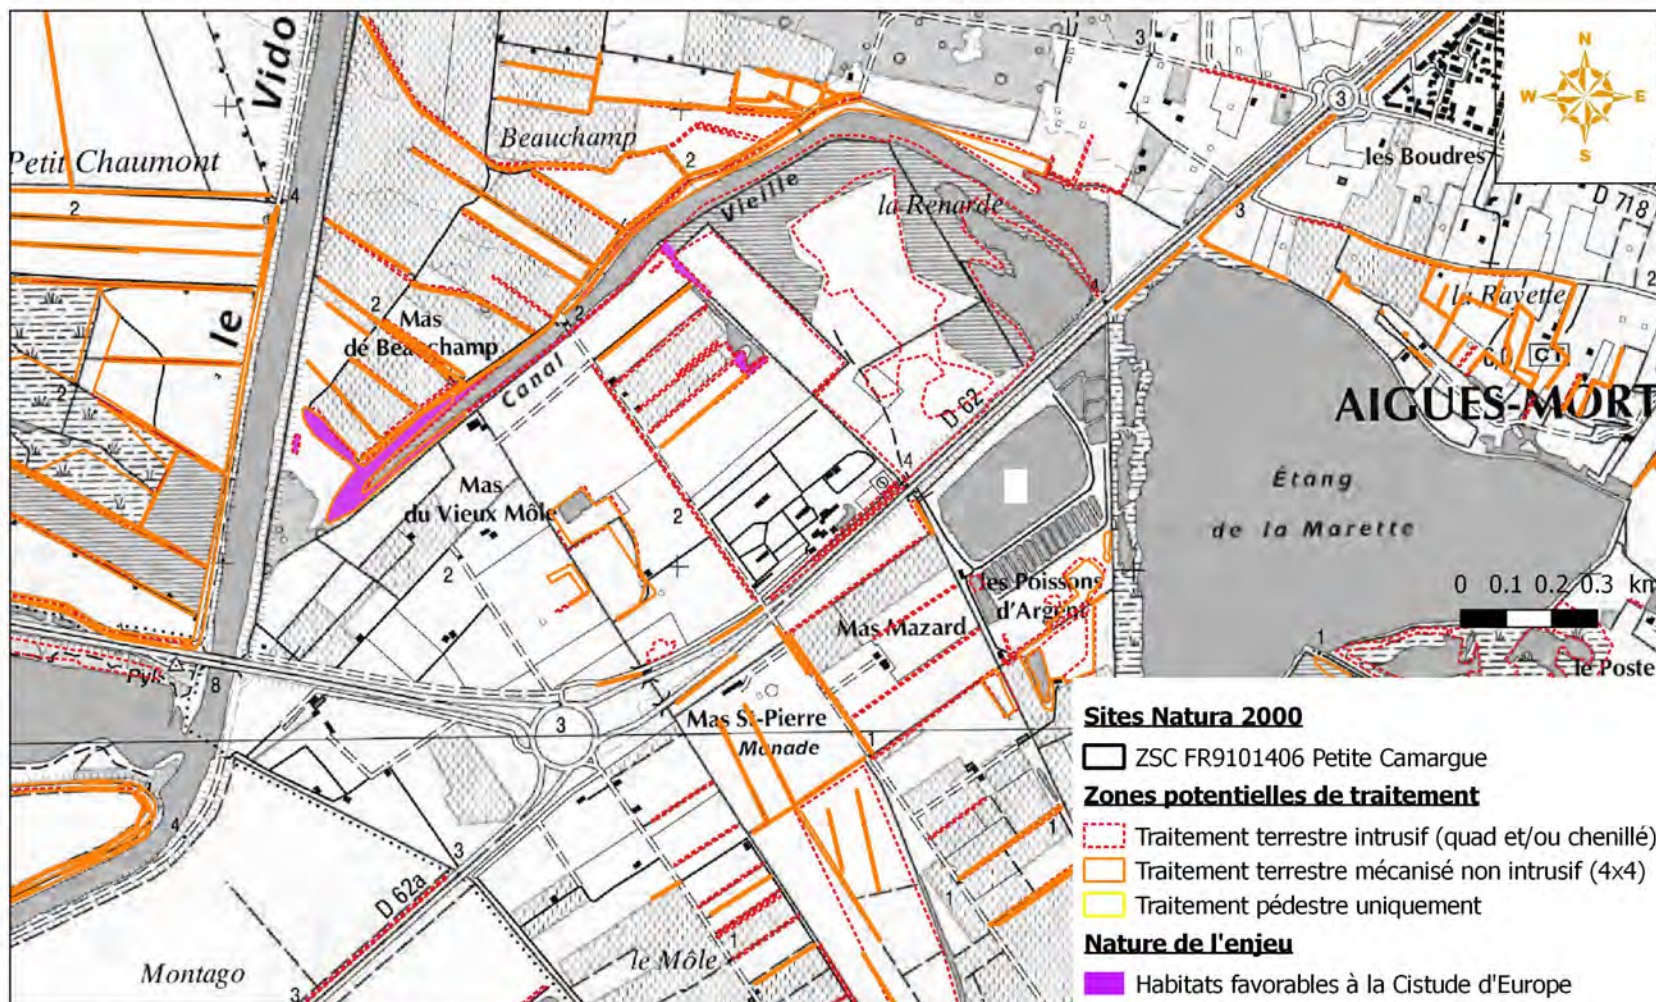 Vido
le
Petit Chaumont
Beauchamp
Vieille
la Renarde
les Boudres
D 718
la Rayette
Mas
de Beauchamp
Canal
D 62
AIGUES-MORT
Étang
de la Marette
Mas
du Vieux Môle
les Poissons
d'Argent
Mas Mazard
0 0.1 0.2 0.3 km
le Poste
Pyl
Mas St-Pierre
Manade
D 62a
Montago
le Môle
N
W E
S
Sites Natura 2000
ZSC FR9101406 Petite Camargue
Zones potentielles de traitement
Traitement terrestre intrusif (quad et/ou chenillé)
Traitement terrestre mécanisé non intrusif (4x4)
Traitement pédestre uniquement
Nature de l'enjeu
Habitats favorables à la Cistude d'Europe